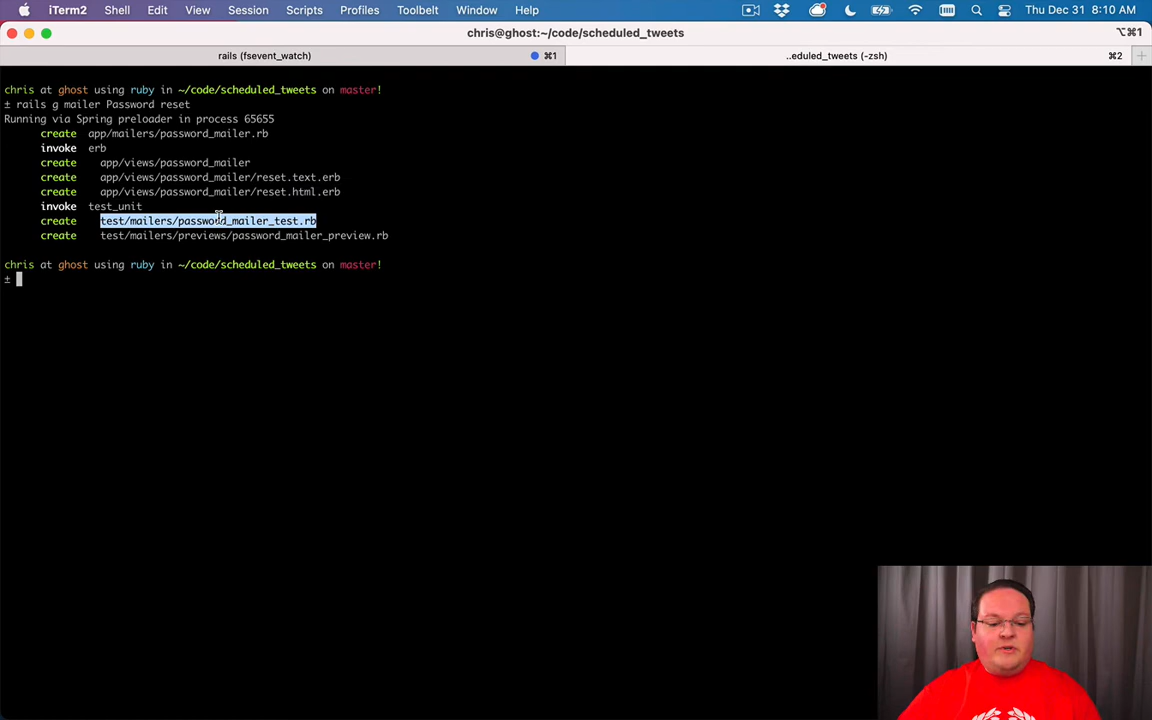 iTerm2 Shell Edit View Session Scripts Profiles Toolbelt Window Help Thu Dec 31 8:10 AM
chris@ghost:~/code/scheduled_tweets ⌥⌘1
rails (fsevent_watch) ⌘1 ..eduled_tweets (-zsh) ⌘2
chris at ghost using ruby in ~/code/scheduled_tweets on master!
± rails g mailer Password reset
Running via Spring preloader in process 65655
create app/mailers/password_mailer.rb
invoke erb
create app/views/password_mailer
create app/views/password_mailer/reset.text.erb
create app/views/password_mailer/reset.html.erb
invoke test_unit
create test/mailers/password_mailer_test.rb
create test/mailers/previews/password_mailer_preview.rb
chris at ghost using ruby in ~/code/scheduled_tweets on master!
±